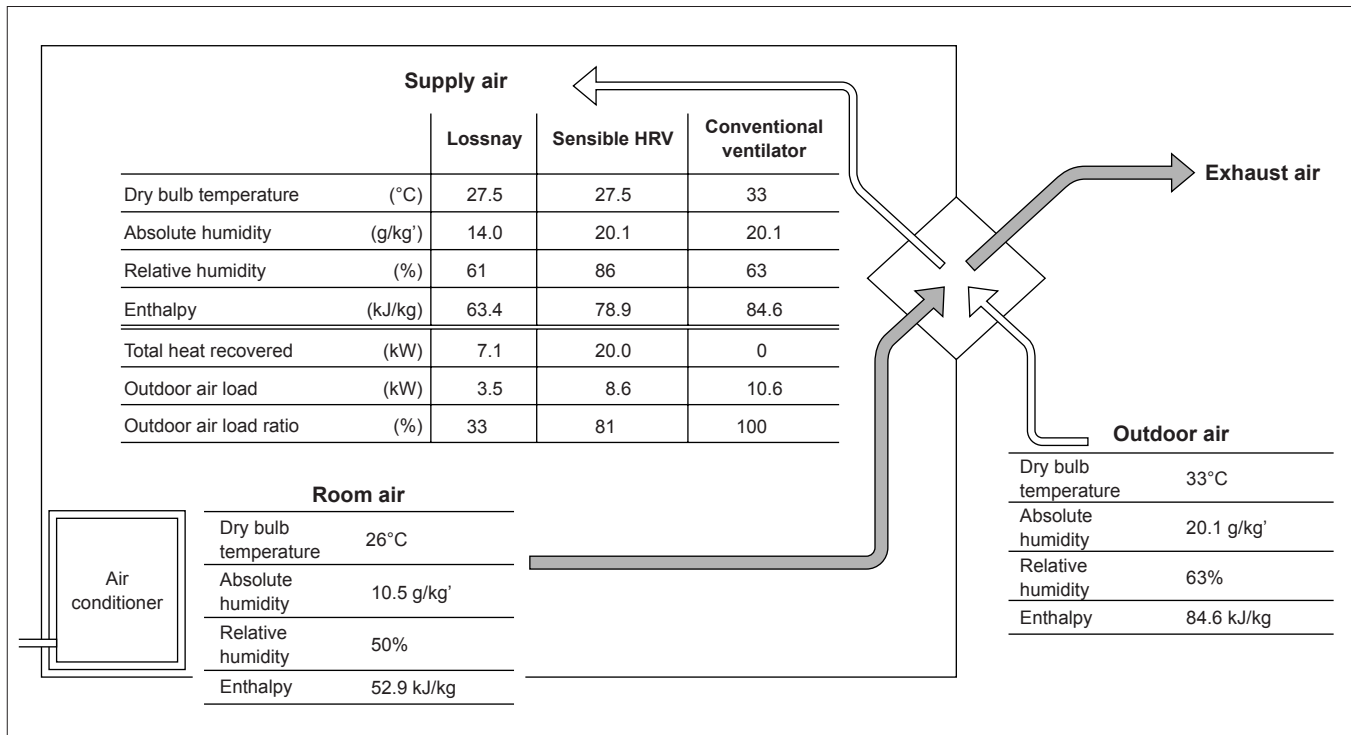 Supply air
Lossnay Sensible HRV Conventional
ventilator
Dry bulb temperature (°C) 27.5 27.5 33
Absolute humidity (g/kg’) 14.0 20.1 20.1
Relative humidity (%) 61 86 63
Enthalpy (kJ/kg) 63.4 78.9 84.6
Total heat recovered (kW) 7.1 20.0 0
Outdoor air load (kW) 3.5 8.6 10.6
Outdoor air load ratio (%) 33 81 100
Exhaust air
Room air
Dry bulb
temperature 26°C
Absolute
humidity 10.5 g/kg’
Relative
humidity 50%
Enthalpy 52.9 kJ/kg
Air
conditioner
Outdoor air
Dry bulb
temperature 33°C
Absolute
humidity 20.1 g/kg’
Relative
humidity 63%
Enthalpy 84.6 kJ/kg